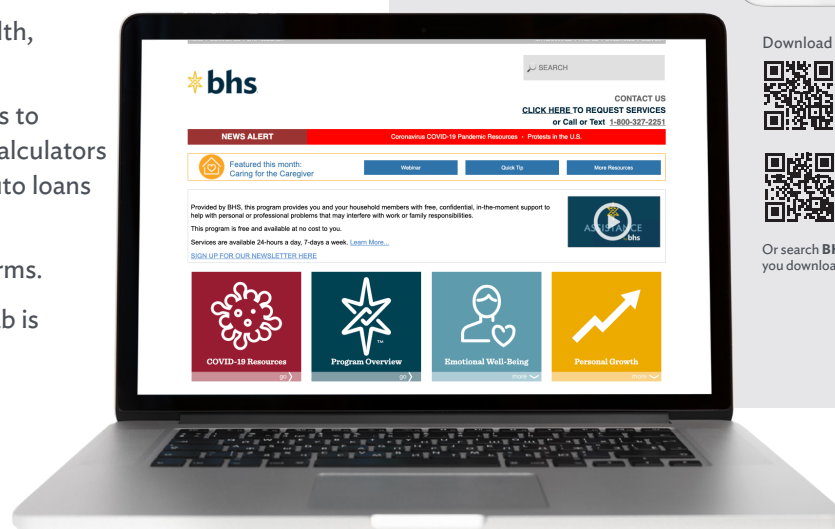 lth,
s to
alculators
uto loans
rms.
b is
bhs
SEARCH
CONTACT US
CLICK HERE TO REQUEST SERVICES
or Call or Text 1-800-327-2251
NEWS ALERT
Coronavirus COVID-19 Pandemic Resources • Protests in the U.S.
Featured this month:
Caring for the Caregiver
Webinar
Quick Tip
More Resources
Provided by BHS, this program provides you and your household members with free, confidential, in-the-moment support to
help with personal or professional problems that may interfere with work or family responsibilities.
This program is free and available at no cost to you.
Services are available 24-hours a day, 7-days a week. Learn More...
SIGN UP FOR OUR NEWSLETTER HERE
ASSISTANCE
bhs
COVID-19 Resources
go
Program Overview
TM
go
Emotional Well-Being
more
Personal Growth
more
Download
Or search BH
you downloa